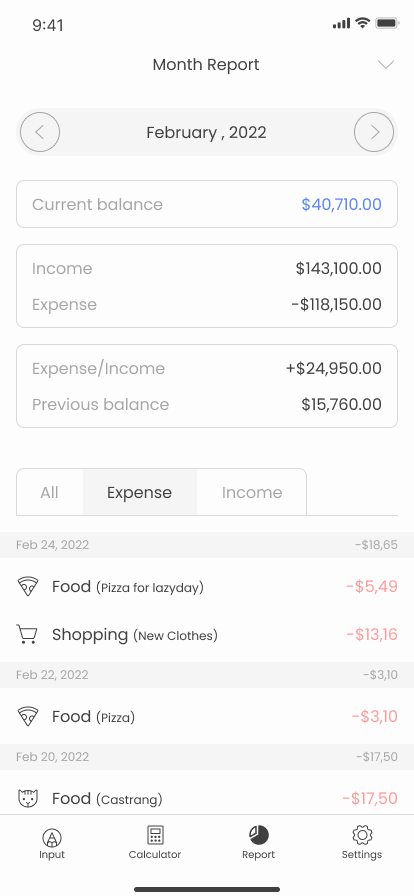 9:41
Month Report
February , 2022
Current balance $40,710.00
Income $143,100.00
Expense -$118,150.00
Expense/Income +$24,950.00
Previous balance $15,760.00
All Expense Income
Feb 24, 2022 -$18,65
Food (Pizza for lazyday) -$5,49
Shopping (New Clothes) -$13,16
Feb 22, 2022 -$3,10
Food (Pizza) -$3,10
Feb 20, 2022 -$17,50
Food (Castrang) -$17,50
Input Calculator Report Settings